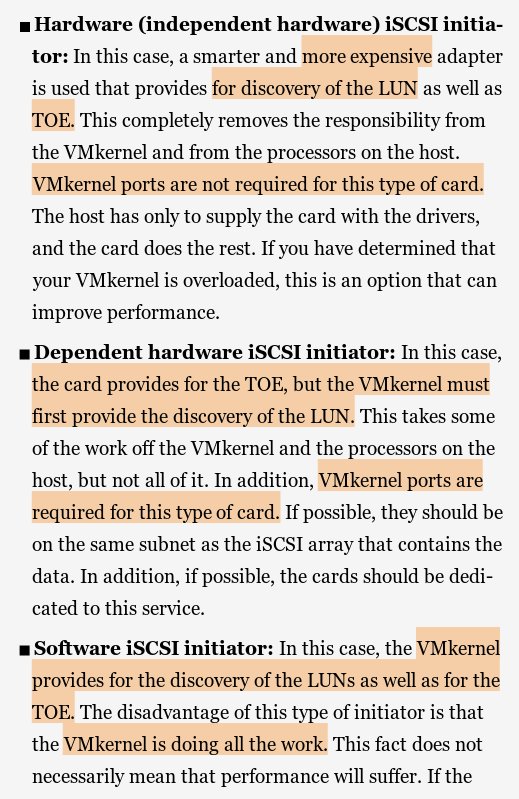 ■ Hardware (independent hardware) iSCSI initia-
tor: In this case, a smarter and more expensive adapter
is used that provides for discovery of the LUN as well as
TOE. This completely removes the responsibility from
the VMkernel and from the processors on the host.
VMkernel ports are not required for this type of card.
The host has only to supply the card with the drivers,
and the card does the rest. If you have determined that
your VMkernel is overloaded, this is an option that can
improve performance.
■ Dependent hardware iSCSI initiator: In this case,
the card provides for the TOE, but the VMkernel must
first provide the discovery of the LUN. This takes some
of the work off the VMkernel and the processors on the
host, but not all of it. In addition, VMkernel ports are
required for this type of card. If possible, they should be
on the same subnet as the iSCSI array that contains the
data. In addition, if possible, the cards should be dedi-
cated to this service.
■ Software iSCSI initiator: In this case, the VMkernel
provides for the discovery of the LUNs as well as for the
TOE. The disadvantage of this type of initiator is that
the VMkernel is doing all the work. This fact does not
necessarily mean that performance will suffer. If the